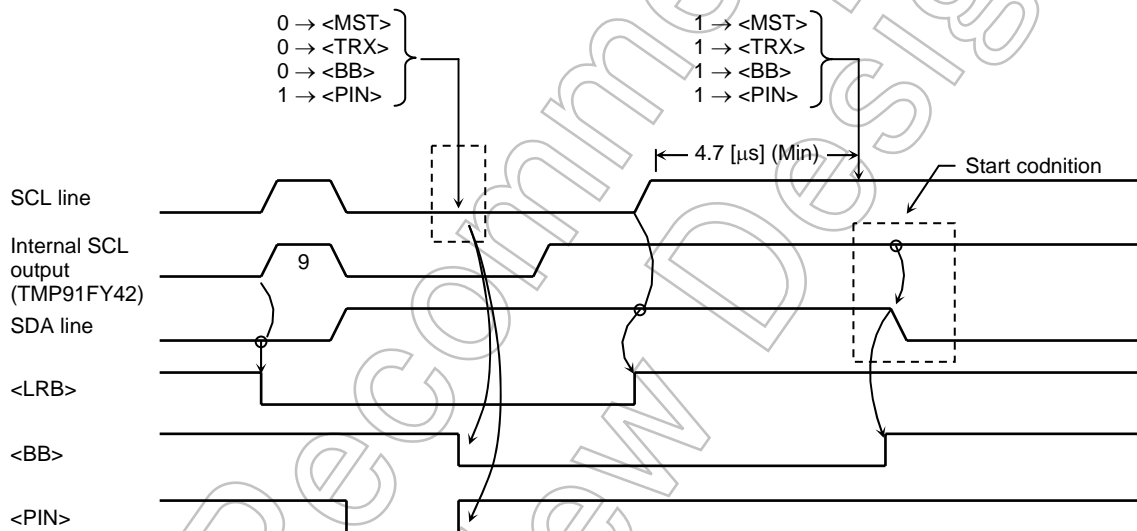 0 → <MST>
0 → <TRX>
0 → <BB>
1 → <PIN>
1 → <MST>
1 → <TRX>
1 → <BB>
1 → <PIN>
4.7 [μs] (Min)
Start codnition
SCL line
Internal SCL
output
(TMP91FY42)
9
SDA line
<LRB>
<BB>
<PIN>